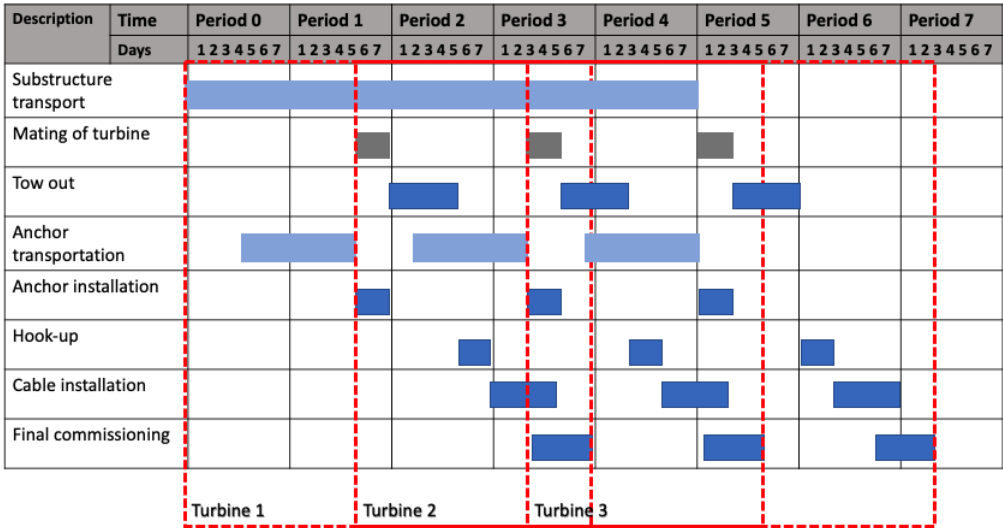 Description Time Period 0 Period 1 Period 2 Period 3 Period 4 Period 5 Period 6 Period 7
Days 1 2 3 4 5 6 7 1 2 3 4 5 6 7 1 2 3 4 5 6 7 1 2 3 4 5 6 7 1 2 3 4 5 6 7 1 2 3 4 5 6 7 1 2 3 4 5 6 7 1 2 3 4 5 6 7
Substructure
transport
Mating of turbine
Tow out
Anchor
transportation
Anchor installation
Hook-up
Cable installation
Final commissioning
Turbine 1 Turbine 2 Turbine 3